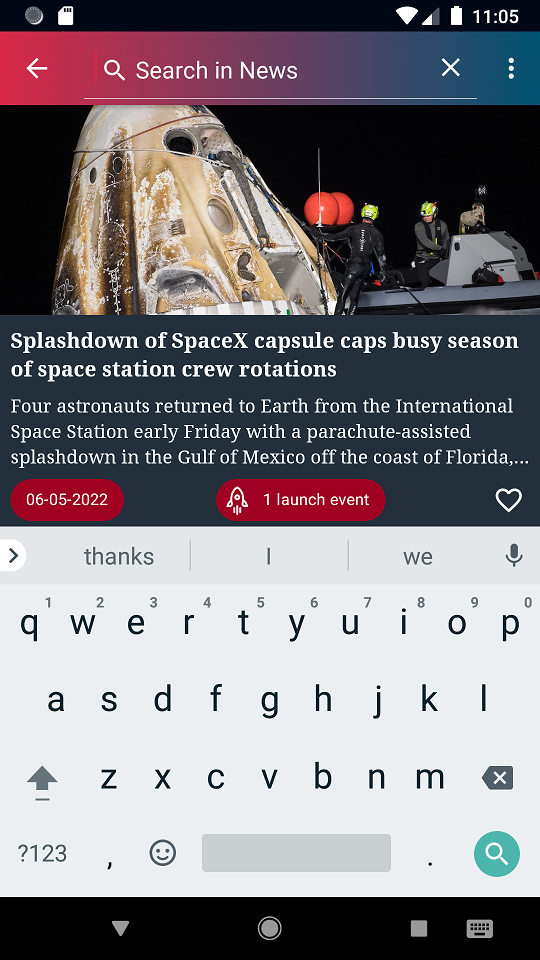 11:05
Search in News
Splashdown of SpaceX capsule caps busy season
of space station crew rotations
Four astronauts returned to Earth from the International
Space Station early Friday with a parachute-assisted
splashdown in the Gulf of Mexico off the coast of Florida,...
06-05-2022
1 launch event
thanks I we
1 2 3 4 5 6 7 8 9 0
q w e r t y u i o p
a s d f g h j k l
z x c v b n m
?123 , .